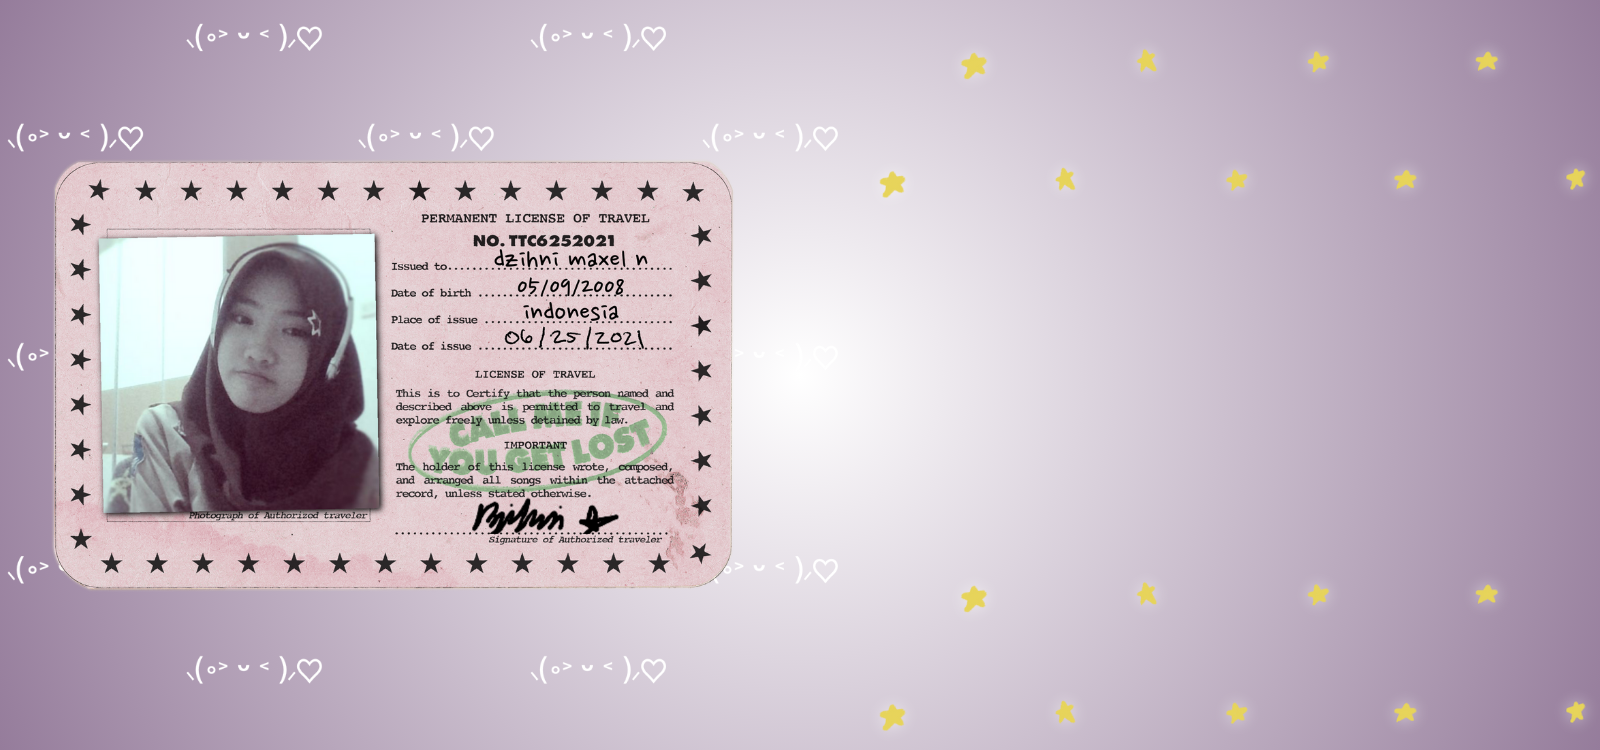 PERMANENT LICENSE OF TRAVEL
NO. TTC6252021
Issued to.......... dzihni maxel n
Date of birth .......... 05/09/2008
Place of issue .......... indonesia
Date of issue .......... 06/25/2021
LICENSE OF TRAVEL
This is to Certify that the person named and
described above is permitted to travel and
explore freely unless detained by law.
CALL ME IF
YOU GET LOST
IMPORTANT
The holder of this license wrote, composed,
and arranged all songs within the attached
record, unless stated otherwise.
Photograph of Authorized traveler
Signature of Authorized traveler